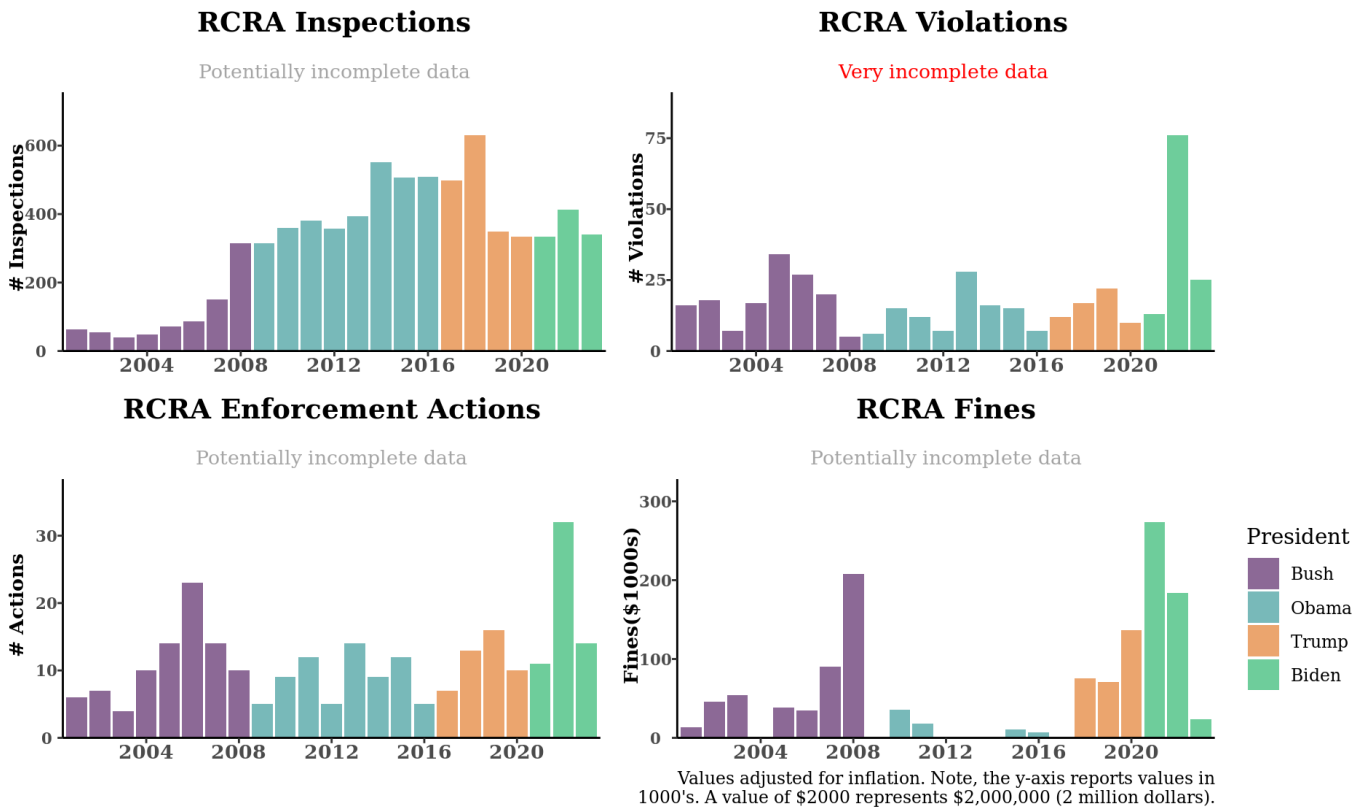 RCRA Inspections
Potentially incomplete data
# Inspections
600
400
200
0
2004
2008
2012
2016
2020
RCRA Violations
Very incomplete data
# Violations
75
50
25
0
2004
2008
2012
2016
2020
RCRA Enforcement Actions
Potentially incomplete data
# Actions
30
20
10
0
2004
2008
2012
2016
2020
RCRA Fines
Potentially incomplete data
Fines($1000s)
300
200
100
0
2004
2008
2012
2016
2020
President
Bush
Obama
Trump
Biden
Values adjusted for inflation. Note, the y-axis reports values in
1000's. A value of $2000 represents $2,000,000 (2 million dollars).